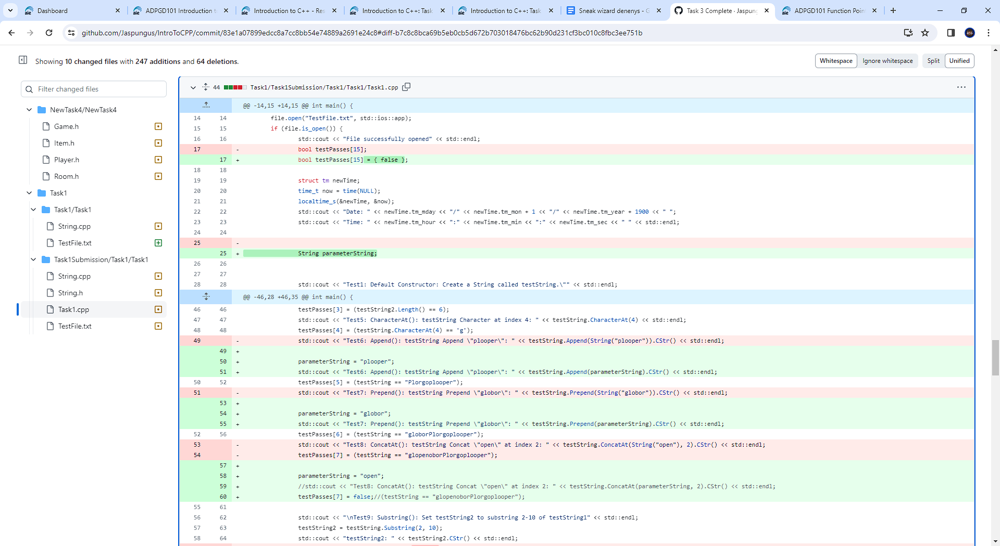 Dashboard
ADPGD101 Introduction t
Introduction to C++ - Res
Introduction to C++: Task
Introduction to C++: Task
Sneak wizard denenys - G
Task 3 Complete · Jaspung
ADPGD101 Function Poin
github.com/Jaspungus/IntroToCPP/commit/83e1a07899edcc8a7cc8bb54e74889a2691e24c8#diff-b7c8c8bca69b5eb0cb5d672b703018476bc62b90d231cf3bc010c8fbc3ee751b
Showing 10 changed files with 247 additions and 64 deletions.
Whitespace Ignore whitespace Split Unified
Filter changed files
NewTask4/NewTask4
Game.h
Item.h
Player.h
Room.h
Task1
Task1/Task1
String.cpp
TestFile.txt
Task1Submission/Task1/Task1
String.cpp
String.h
Task1.cpp
TestFile.txt
44 Task1/Task1Submission/Task1/Task1/Task1.cpp
@@ -14,15 +14,15 @@ int main() {
14 14 file.open("TestFile.txt", std::ios::app);
15 15 if (file.is_open()) {
16 16 std::cout << "File successfully opened" << std::endl;
17 - bool testPasses[15];
17 + bool testPasses[15] = { false };
18 18
19 19 struct tm newTime;
20 20 time_t now = time(NULL);
21 21 localtime_s(&newTime, &now);
22 22 std::cout << "Date: " << newTime.tm_mday << "/" << newTime.tm_mon + 1 << "/" << newTime.tm_year + 1900 << " ";
23 23 std::cout << "Time: " << newTime.tm_hour << ":" << newTime.tm_min << ":" << newTime.tm_sec << " " << std::endl;
24 24
25 -
25 + String parameterString;
26 26
27 27
28 28 std::cout << "Test1: Default Constructor: Create a String called testString.\"" << std::endl;
@@ -46,28 +46,35 @@ int main() {
46 46 testPasses[3] = (testString2.Length() == 6);
47 47 std::cout << "Test5: CharacterAt(): testString Character at index 4: " << testString.CharacterAt(4) << std::endl;
48 48 testPasses[4] = (testString.CharacterAt(4) == 'g');
49 - std::cout << "Test6: Append(): testString Append \"plooper\": " << testString.Append(String("plooper")).CStr() << std::endl;
49 +
50 + parameterString = "plooper";
51 + std::cout << "Test6: Append(): testString Append \"plooper\": " << testString.Append(parameterString).CStr() << std::endl;
50 52 testPasses[5] = (testString == "Plorgoplooper");
51 - std::cout << "Test7: Prepend(): testString Prepend \"globor\": " << testString.Prepend(String("globor")).CStr() << std::endl;
53 +
54 + parameterString = "globor";
55 + std::cout << "Test7: Prepend(): testString Prepend \"globor\": " << testString.Prepend(parameterString).CStr() << std::endl;
52 56 testPasses[6] = (testString == "globorPlorgoplooper");
53 - std::cout << "Test8: ConcatAt(): testString Concat \"open\" at index 2: " << testString.ConcatAt(String("open"), 2).CStr() << std::endl;
54 - testPasses[7] = (testString == "glopenoborPlorgoplooper");
57 +
58 + parameterString = "open";
59 + //std::cout << "Test8: ConcatAt(): testString Concat \"open\" at index 2: " << testString.ConcatAt(parameterString, 2).CStr() << std::endl;
60 + testPasses[7] = false;//(testString == "glopenoborPlorgoplooper");
55 61
56 62 std::cout << "\nTest9: Substring(): Set testString2 to substring 2-10 of testString1" << std::endl;
57 63 testString2 = testString.Substring(2, 10);
58 64 std::cout << "testString2: " << testString2.CStr() << std::endl;